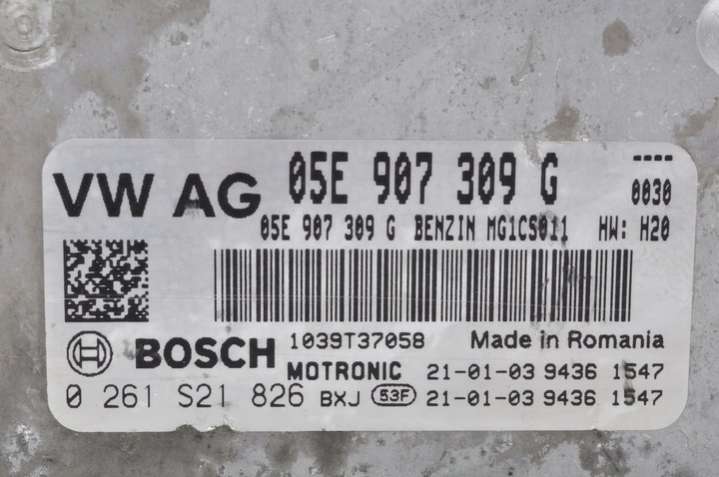 VW AG 05E 907 309 G ----
0030
05E 907 309 G BENZIN MG1CS011 HW: H20
BOSCH 1039T37058 Made in Romania
MOTRONIC 21-01-03 9436 1547
0 261 S21 826 BXJ 53F 21-01-03 9436 1547